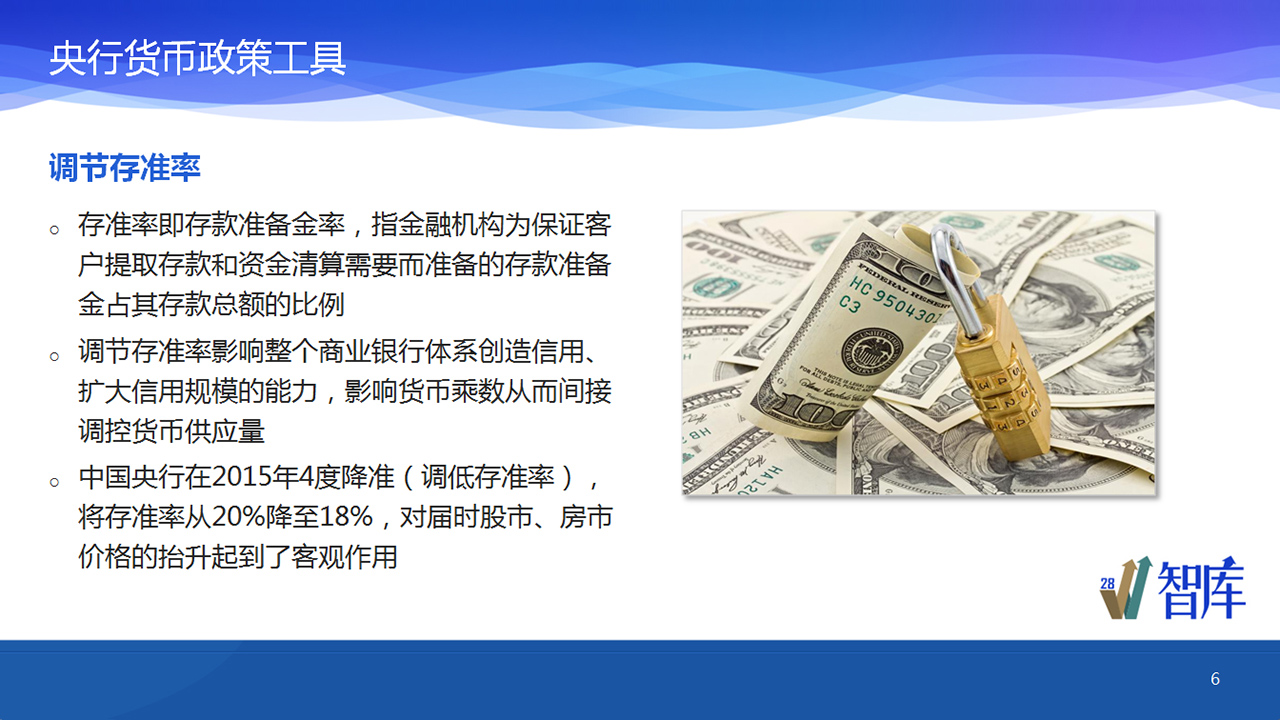 央行货币政策工具
调节存准率
存准率即存款准备金率，指金融机构为保证客
户提取存款和资金清算需要而准备的存款准备
金占其存款总额的比例
调节存准率影响整个商业银行体系创造信用、
扩大信用规模的能力，影响货币乘数从而间接
调控货币供应量
中国央行在2015年4度降准（调低存准率），
将存准率从20%降至18%，对届时股市、房市
价格的抬升起到了客观作用
100
FEDERAL RESERVE
C3
100
28
智库
6